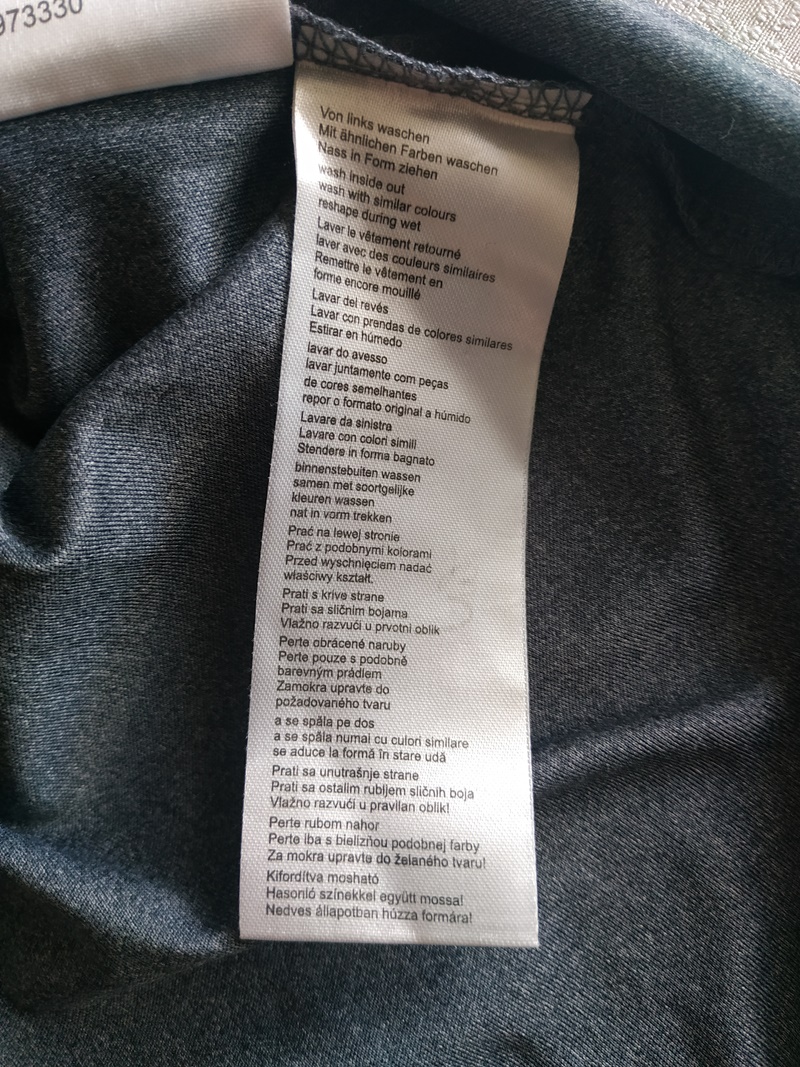 973330
Von links waschen
Mit ähnlichen Farben waschen
Nass in Form ziehen
wash inside out
wash with similar colours
reshape during wet
Laver le vêtement retourné
laver avec des couleurs similaires
Remettre le vêtement en
forme encore mouillé
Lavar del revés
Lavar con prendas de colores similares
Estirar en húmedo
lavar do avesso
lavar juntamente com peças
de cores semelhantes
repor o formato original a húmido
Lavare da sinistra
Lavare con colori simili
Stendere in forma bagnato
binnenstebuiten wassen
samen met soortgelijke
kleuren wassen
nat in vorm trekken
Prać na lewej stronie
Prać z podobnymi kolorami
Przed wyschnięciem nadać
właściwy kształt.
Prati s krive strane
Prati sa sličnim bojama
Vlažno razvući u prvotni oblik
Perte obrácené naruby
Perte pouze s podobně
barevným prádlem
Zamokra upravte do
požadovaného tvaru
a se spăla pe dos
a se spăla numai cu culori similare
se aduce la formă în stare udă
Prati sa unutrašnje strane
Prati sa ostalim rubljem sličnih boja
Vlažno razvući u pravilan oblik!
Perte rubom nahor
Perte iba s bielizňou podobnej farby
Za mokra upravte do želaného tvaru!
Kifordítva mosható
Hasonló színekkel együtt mossa!
Nedves állapotban húzza formára!